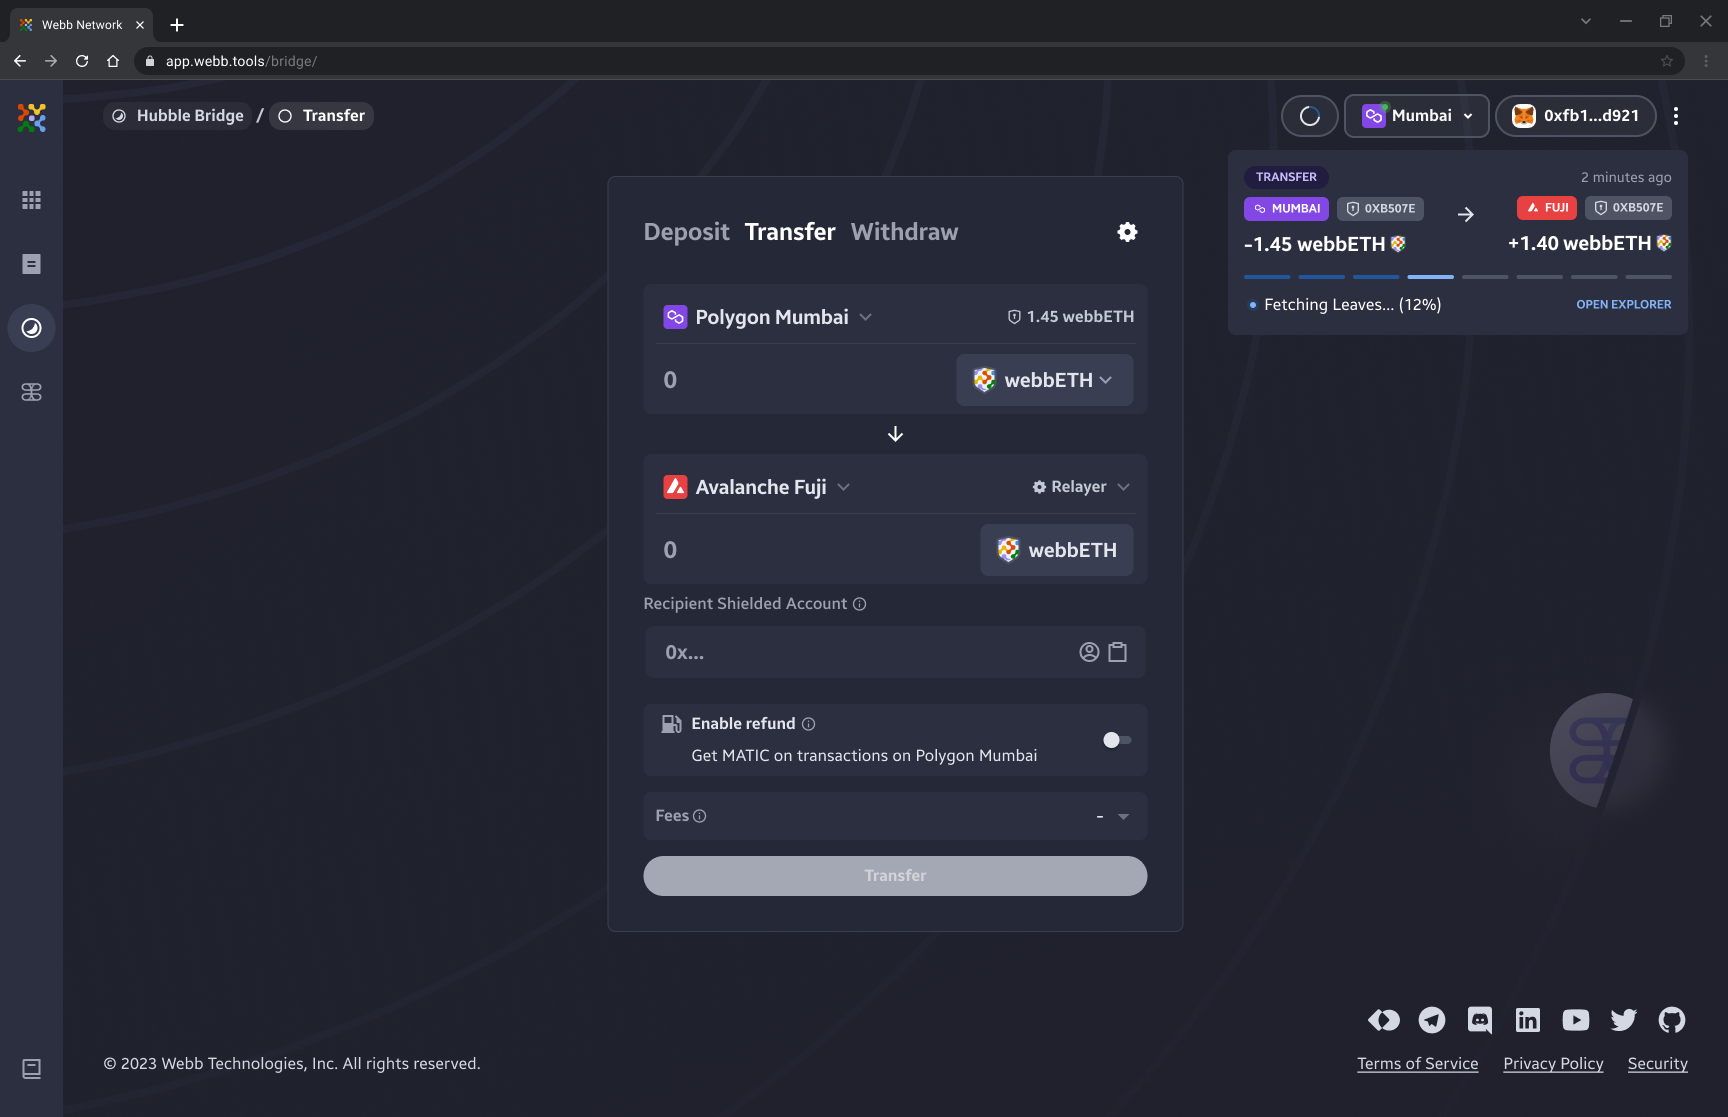 Webb Network
app.webb.tools/bridge/
Hubble Bridge / Transfer
Mumbai
0xfb1...d921
TRANSFER
2 minutes ago
MUMBAI 0XB507E
FUJI 0XB507E
-1.45 webbETH
+1.40 webbETH
Fetching Leaves... (12%)
OPEN EXPLORER
Deposit Transfer Withdraw
Polygon Mumbai
1.45 webbETH
0
webbETH
Avalanche Fuji
Relayer
0
webbETH
Recipient Shielded Account
0x...
Enable refund
Get MATIC on transactions on Polygon Mumbai
Fees
-
Transfer
© 2023 Webb Technologies, Inc. All rights reserved.
Terms of Service Privacy Policy Security